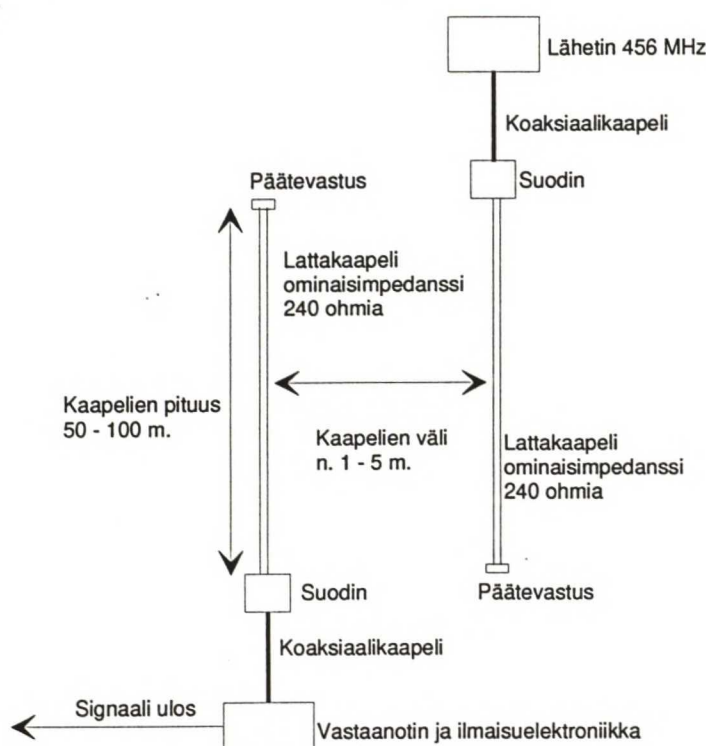 Lähetin 456 MHz
Koaksiaalikaapeli
Suodin
Päätevastus
Lattakaapeli
ominaisimpedanssi
240 ohmia
Kaapelien pituus
50 - 100 m.
Kaapelien väli
n. 1 - 5 m.
Lattakaapeli
ominaisimpedanssi
240 ohmia
Suodin
Päätevastus
Koaksiaalikaapeli
Signaali ulos
Vastaanotin ja ilmaisuelektroniikka